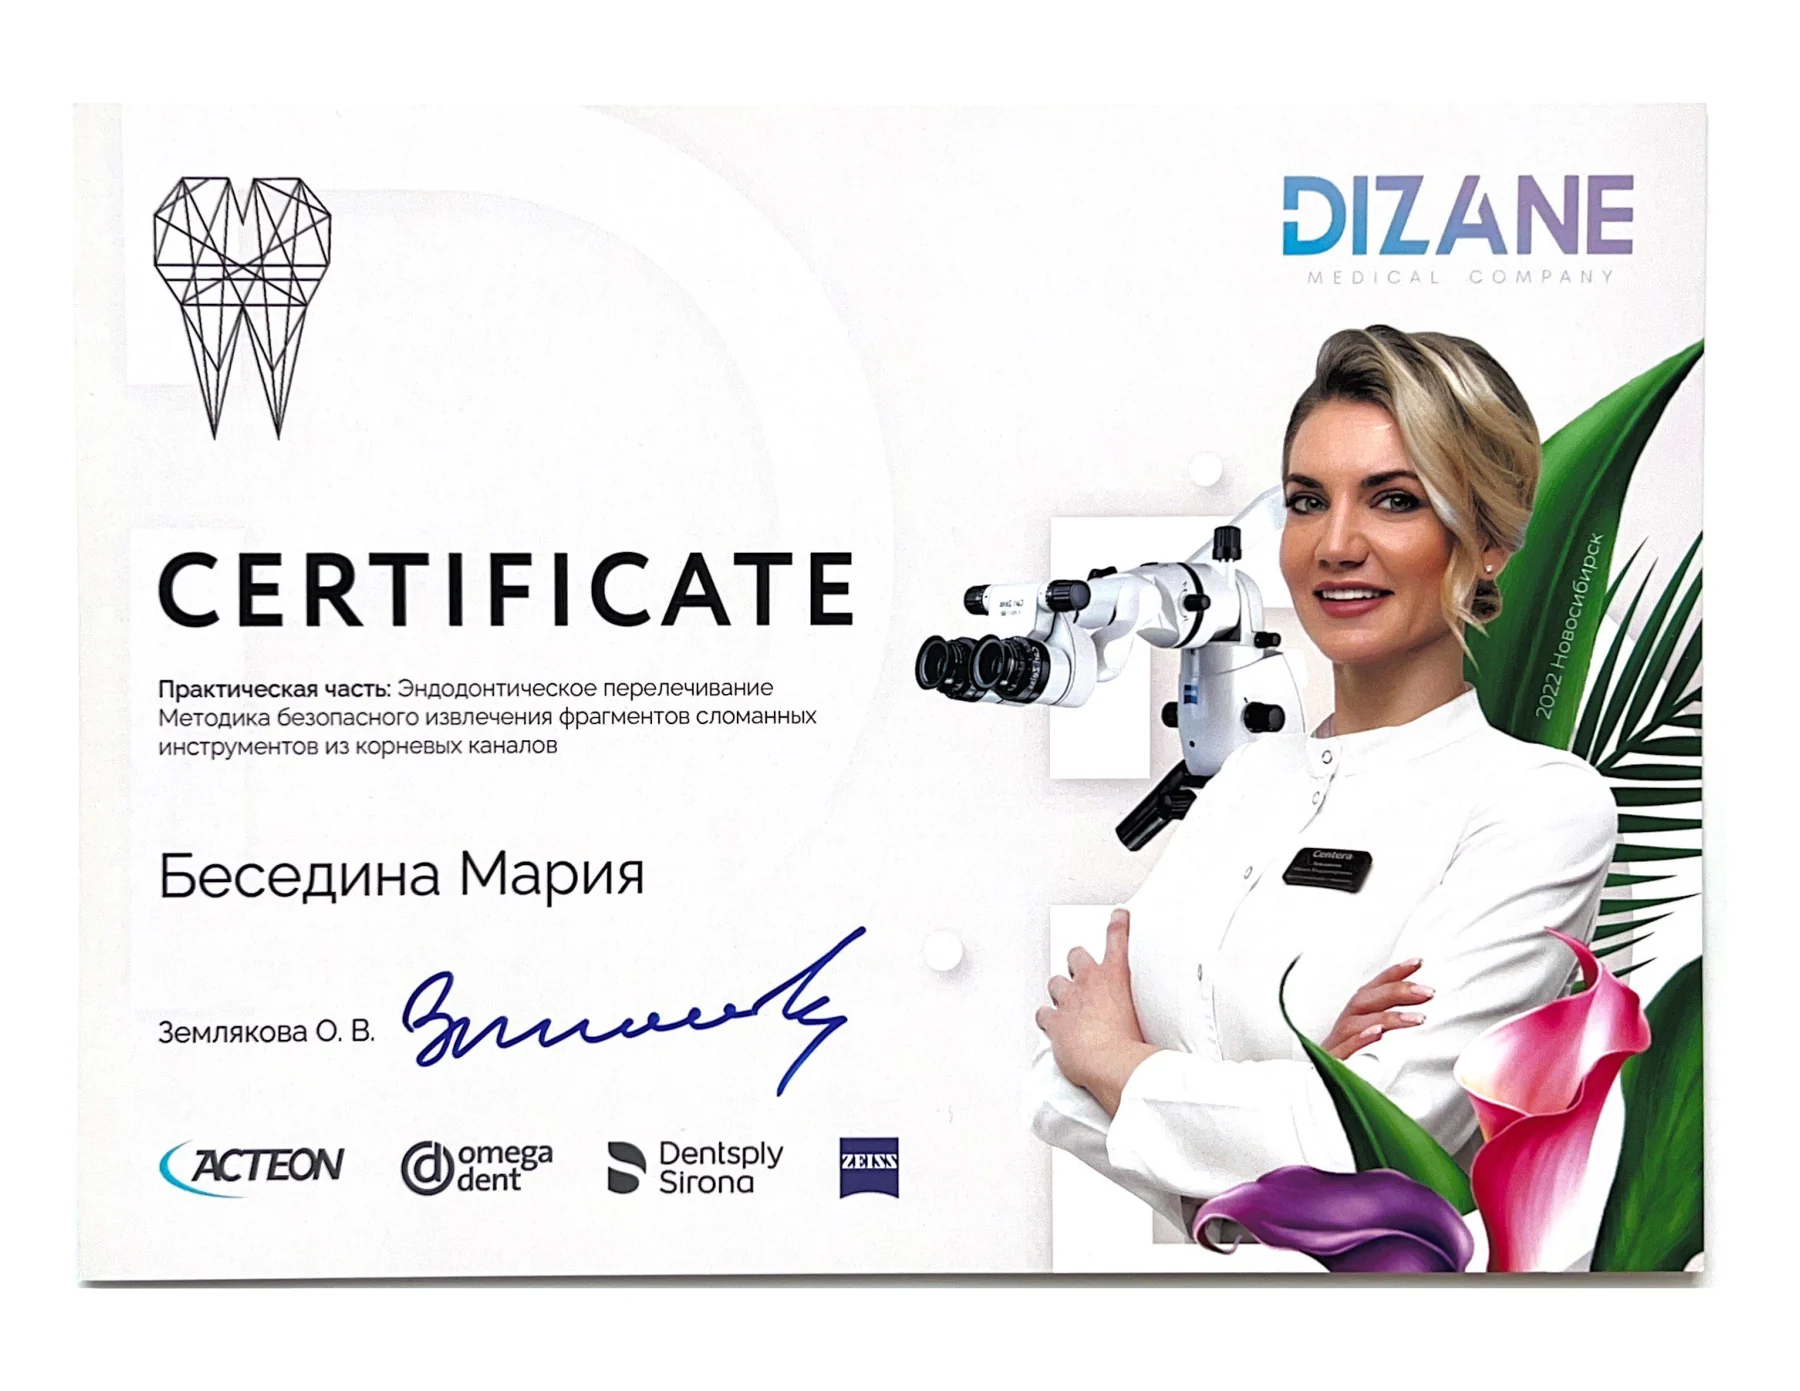 DIZANE
MEDICAL COMPANY
CERTIFICATE
Практическая часть: Эндодонтическое перелечивание
Методика безопасного извлечения фрагментов сломанных
инструментов из корневых каналов
Беседина Мария
Землякова О. В.
ACTEON
omega
dent
Dentsply
Sirona
ZEISS
2022 Новосибирск
Centera